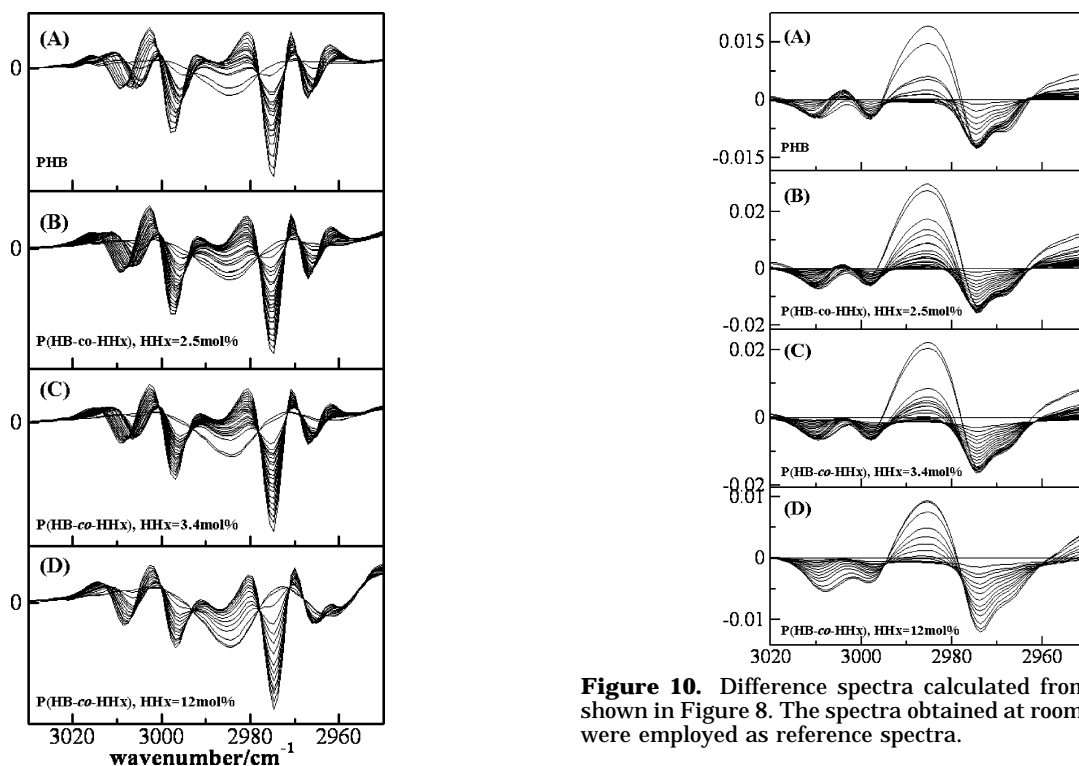 (A)
0
PHB
(B)
0
P(HB-co-HHx), HHx=2.5mol%
(C)
0
P(HB-co-HHx), HHx=3.4mol%
(D)
0
P(HB-co-HHx), HHx=12mol%
3020 3000 2980 2960
wavenumber/cm-1
0.015
(A)
0
-0.015
PHB
0.02
(B)
0
-0.02
P(HB-co-HHx), HHx=2.5mol%
0.02
(C)
0
-0.02
P(HB-co-HHx), HHx=3.4mol%
0.01
(D)
0
-0.01
P(HB-co-HHx), HHx=12mol%
3020 3000 2980 2960
Figure 10. Difference spectra calculated from
shown in Figure 8. The spectra obtained at room
were employed as reference spectra.